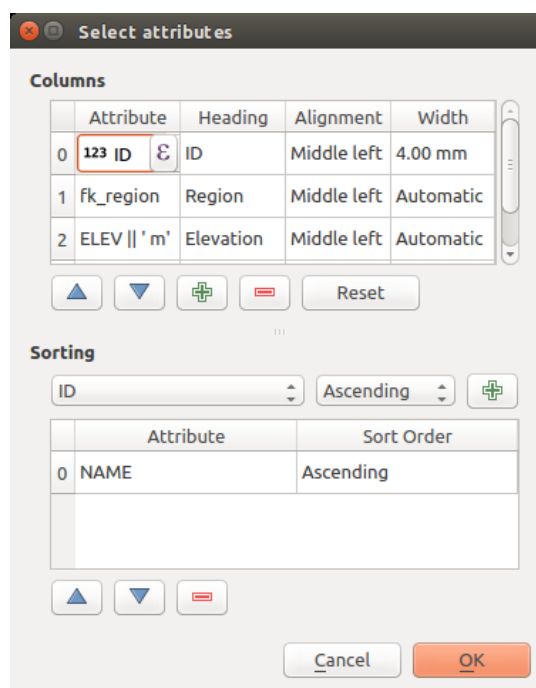 Select attributes
Columns
Attribute Heading Alignment Width
0 123 ID ε ID Middle left 4.00 mm
1 fk_region Region Middle left Automatic
2 ELEV || ' m' Elevation Middle left Automatic
Reset
Sorting
ID Ascending
Attribute Sort Order
0 NAME Ascending
Cancel OK